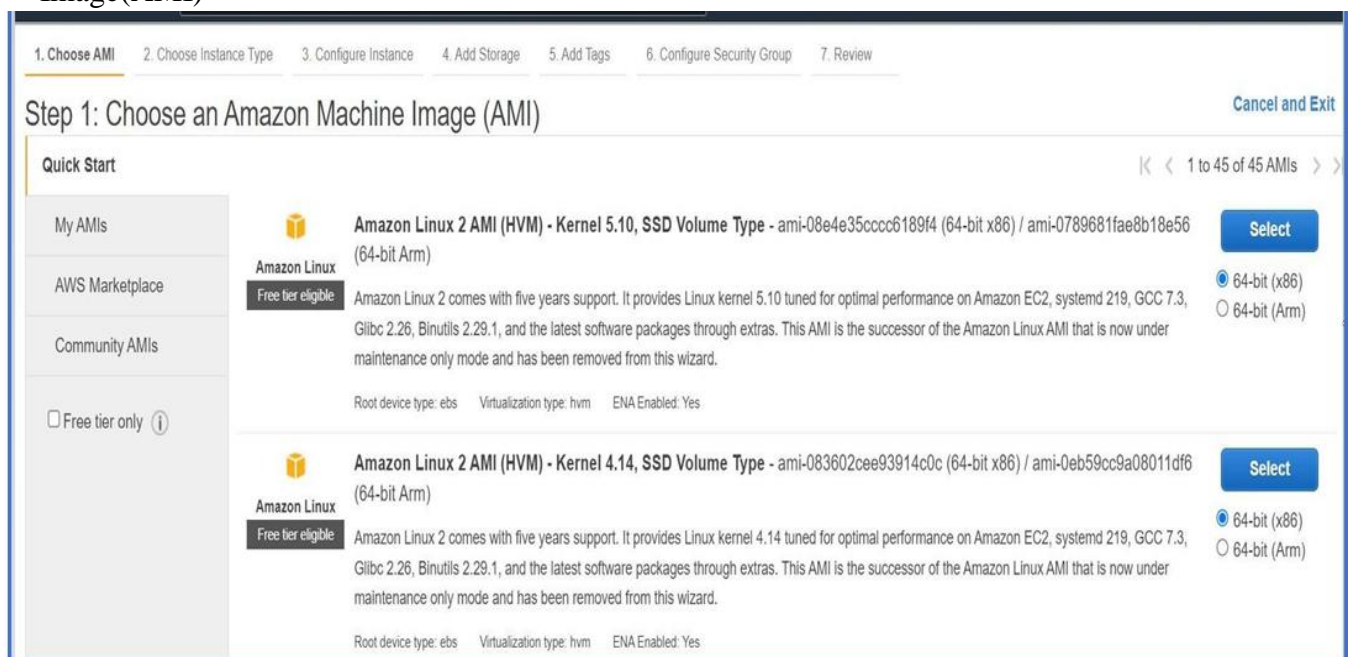 Image(AMI)
1. Choose AMI 2. Choose Instance Type 3. Configure Instance 4. Add Storage 5. Add Tags 6. Configure Security Group 7. Review
Step 1: Choose an Amazon Machine Image (AMI)
Cancel and Exit
Quick Start
1 to 45 of 45 AMIs
My AMIs
AWS Marketplace
Community AMIs
Free tier only
Amazon Linux
Free tier eligible
Amazon Linux 2 AMI (HVM) - Kernel 5.10, SSD Volume Type - ami-08e4e35cccc6189f4 (64-bit x86) / ami-0789681fae8b18e56
(64-bit Arm)
Amazon Linux 2 comes with five years support. It provides Linux kernel 5.10 tuned for optimal performance on Amazon EC2, systemd 219, GCC 7.3,
Glibc 2.26, Binutils 2.29.1, and the latest software packages through extras. This AMI is the successor of the Amazon Linux AMI that is now under
maintenance only mode and has been removed from this wizard.
Root device type: ebs Virtualization type: hvm ENA Enabled: Yes
Select
64-bit (x86)
64-bit (Arm)
Amazon Linux
Free tier eligible
Amazon Linux 2 AMI (HVM) - Kernel 4.14, SSD Volume Type - ami-083602cee93914c0c (64-bit x86) / ami-0eb59cc9a08011df6
(64-bit Arm)
Amazon Linux 2 comes with five years support. It provides Linux kernel 4.14 tuned for optimal performance on Amazon EC2, systemd 219, GCC 7.3,
Glibc 2.26, Binutils 2.29.1, and the latest software packages through extras. This AMI is the successor of the Amazon Linux AMI that is now under
maintenance only mode and has been removed from this wizard.
Root device type: ebs Virtualization type: hvm ENA Enabled: Yes
Select
64-bit (x86)
64-bit (Arm)